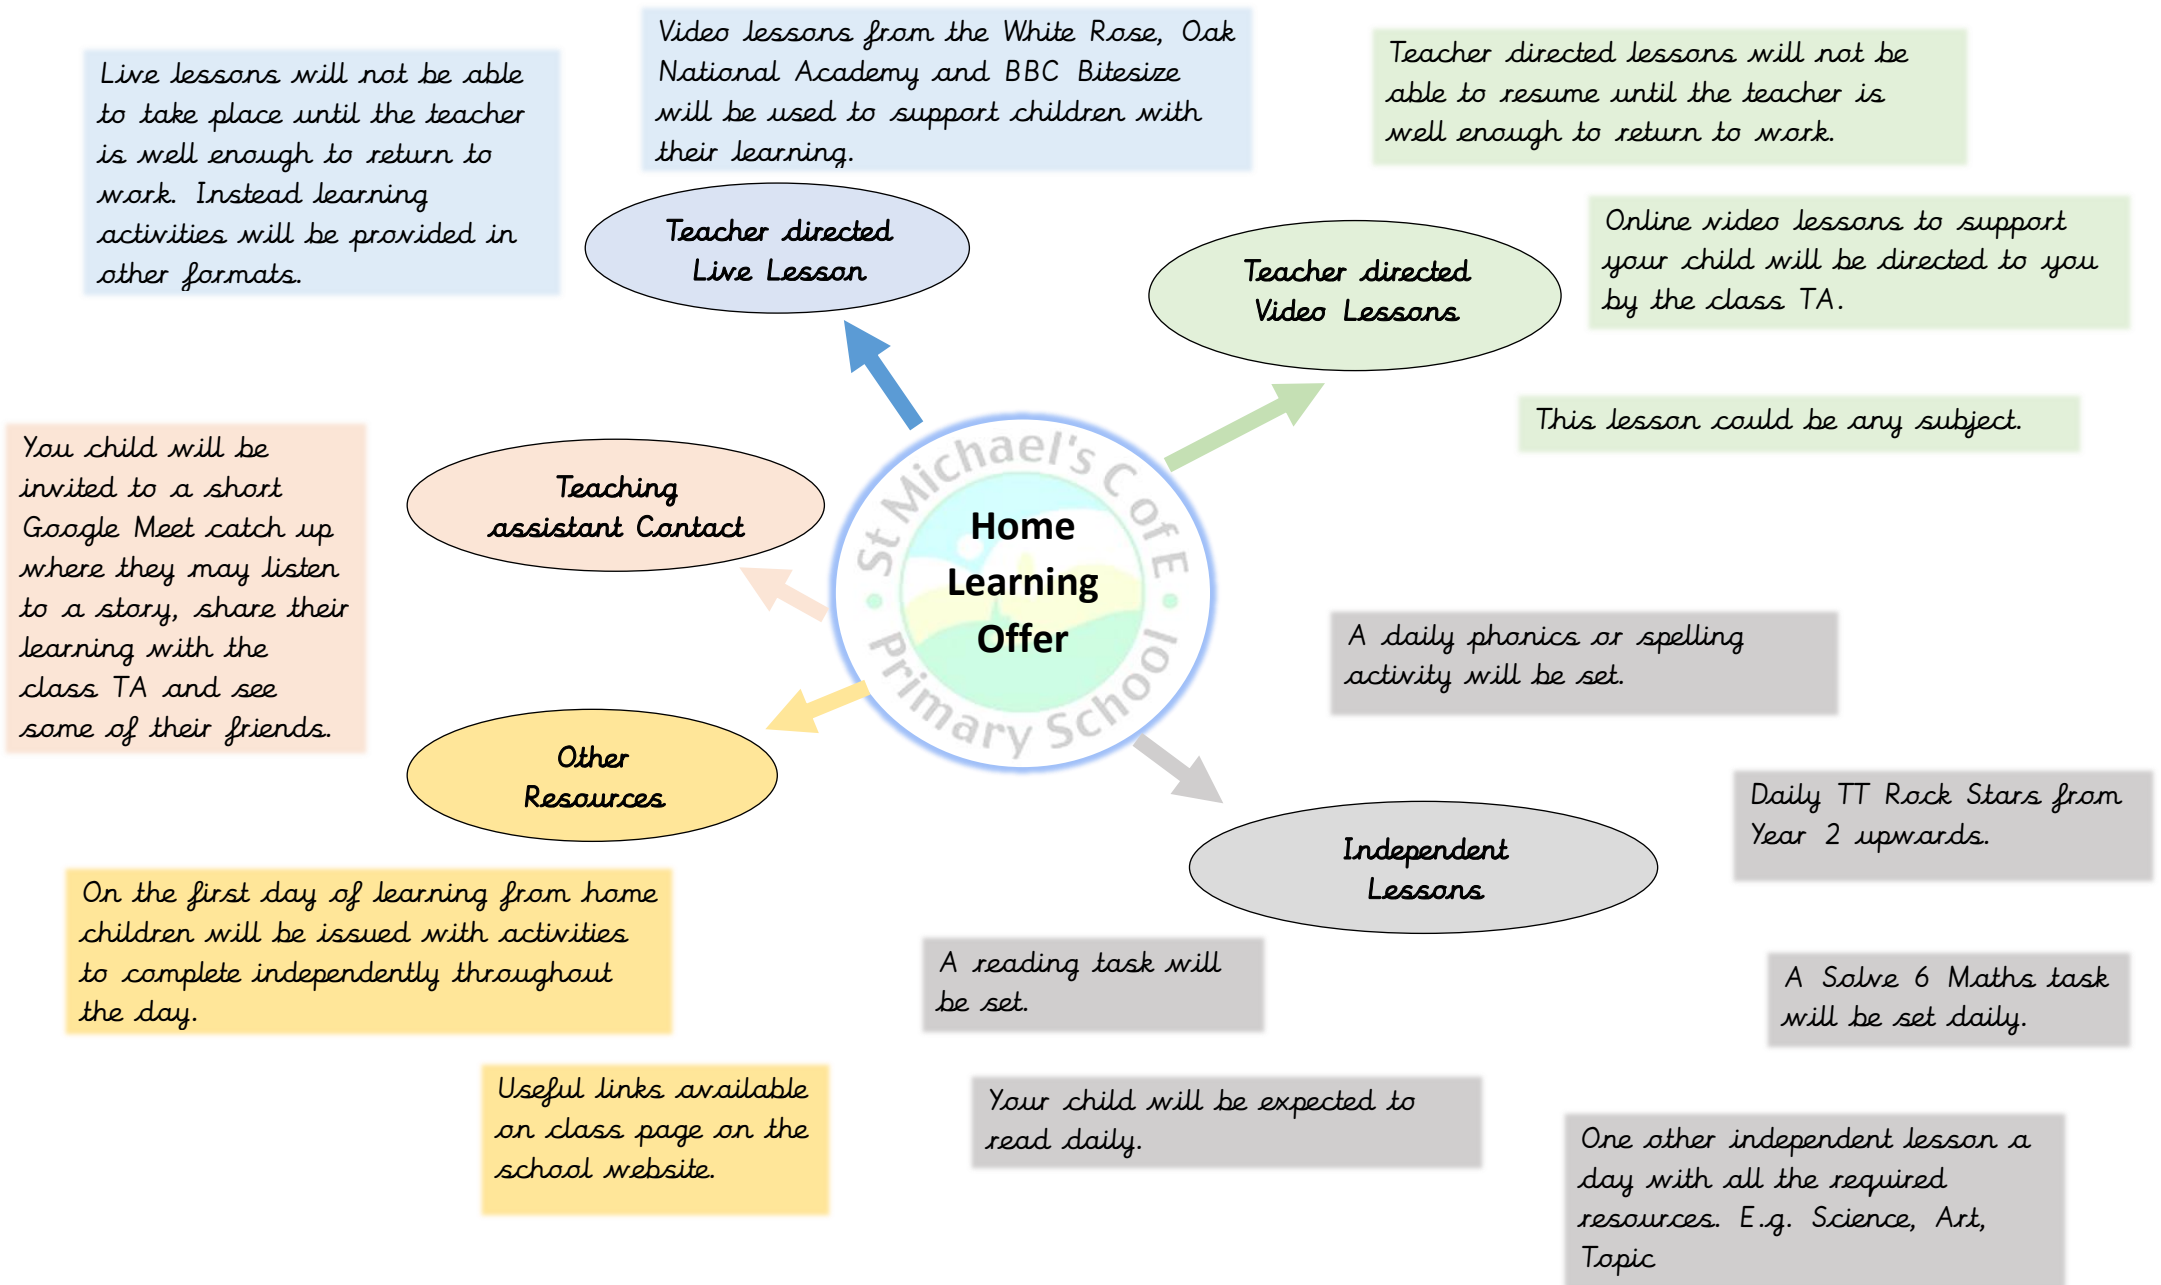 Live lessons will not be able
to take place until the teacher
is well enough to return to
work. Instead learning
activities will be provided in
other formats.
Video lessons from the White Rose, Oak
National Academy and BBC Bitesize
will be used to support children with
their learning.
Teacher directed lessons will not be
able to resume until the teacher is
well enough to return to work.
Teacher directed
Live Lesson
Teacher directed
Video Lessons
Online video lessons to support
your child will be directed to you
by the class TA.
This lesson could be any subject.
You child will be
invited to a short
Google Meet catch up
where they may listen
to a story, share their
learning with the
class TA and see
some of their friends.
Teaching
assistant Contact
St Michael's C of E
Primary School
Home
Learning
Offer
A daily phonics or spelling
activity will be set.
Other
Resources
Daily TT Rock Stars from
Year 2 upwards.
Independent
Lessons
On the first day of learning from home
children will be issued with activities
to complete independently throughout
the day.
A reading task will
be set.
A Solve 6 Maths task
will be set daily.
Useful links available
on class page on the
school website.
Your child will be expected to
read daily.
One other independent lesson a
day with all the required
resources. E.g. Science, Art,
Topic